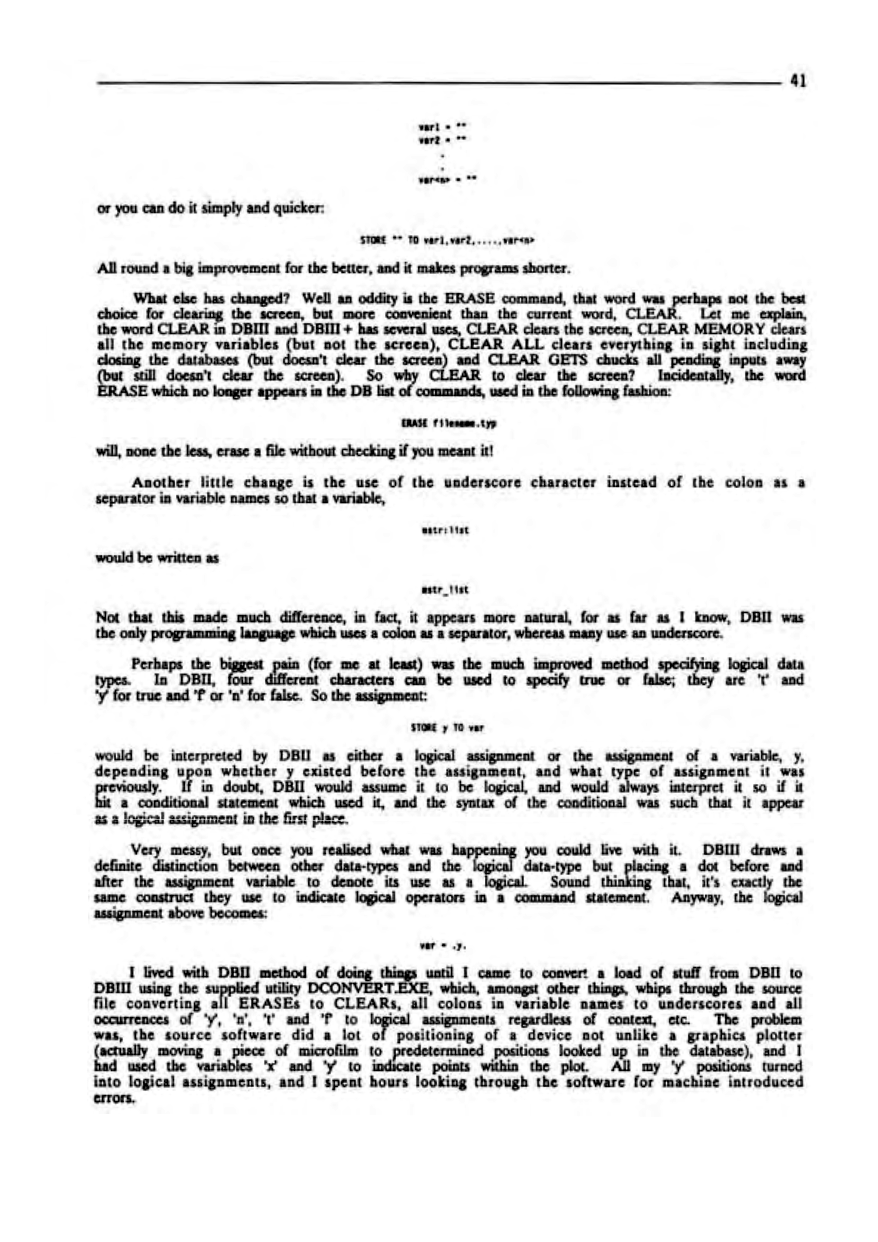 41
var1 = ""
var2 = ""
.
.
var<n> = ""
or you can do it simply and quicker:
STORE "" TO var1,var2,....,var<n>
All round a big improvement for the better, and it makes programs shorter.
What else has changed? Well an oddity is the ERASE command, that word was perhaps not the best
choice for clearing the screen, but more convenient than the current word, CLEAR. Let me explain,
the word CLEAR in DBIII and DBIII+ has several uses, CLEAR clears the screen, CLEAR MEMORY clears
all the memory variables (but not the screen), CLEAR ALL clears everything in sight including
closing the databases (but doesn't clear the screen) and CLEAR GETS chucks all pending inputs away
(but still doesn't clear the screen). So why CLEAR to clear the screen? Incidentally, the word
ERASE which no longer appears in the DB list of commands, used in the following fashion:
ERASE filename.typ
will, none the less, erase a file without checking if you meant it!
Another little change is the use of the underscore character instead of the colon as a
separator in variable names so that a variable,
mstr:list
would be written as
mstr_list
Not that this made much difference, in fact, it appears more natural, for as far as I know, DBII was
the only programming language which uses a colon as a separator, whereas many use an underscore.
Perhaps the biggest pain (for me at least) was the much improved method specifying logical data
types. In DBII, four different characters can be used to specify true or false; they are 't' and
'y' for true and 'f' or 'n' for false. So the assignment:
STORE y TO var
would be interpreted by DBII as either a logical assignment or the assignment of a variable, y,
depending upon whether y existed before the assignment, and what type of assignment it was
previously. If in doubt, DBII would assume it to be logical, and would always interpret it so if it
hit a conditional statement which used it, and the syntax of the conditional was such that it appear
as a logical assignment in the first place.
Very messy, but once you realised what was happening you could live with it. DBIII draws a
definite distinction between other data-types and the logical data-type but placing a dot before and
after the assignment variable to denote its use as a logical. Sound thinking that, it's exactly the
same construct they use to indicate logical operators in a command statement. Anyway, the logical
assignment above becomes:
var = .y.
I lived with DBII method of doing things until I came to convert a load of stuff from DBII to
DBIII using the supplied utility DCONVERT.EXE, which, amongst other things, whips through the source
file converting all ERASEs to CLEARs, all colons in variable names to underscores and all
occurrences of 'y', 'n', 't' and 'f' to logical assignments regardless of context, etc. The problem
was, the source software did a lot of positioning of a device not unlike a graphics plotter
(actually moving a piece of microfilm to predetermined positions looked up in the database), and I
had used the variables 'x' and 'y' to indicate points within the plot. All my 'y' positions turned
into logical assignments, and I spent hours looking through the software for machine introduced
errors.